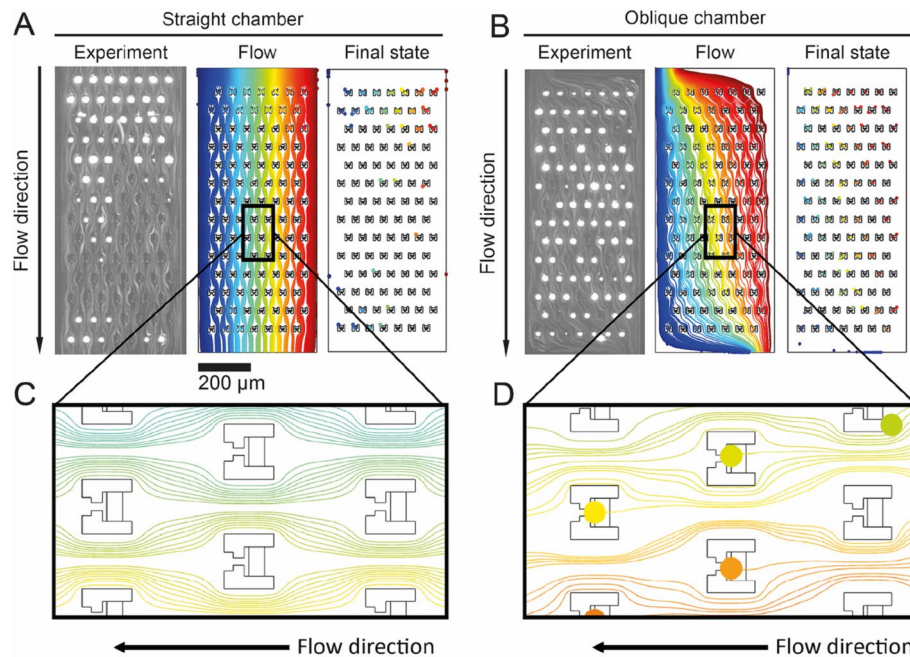 A
Straight chamber
Experiment
Flow
Final state
Flow direction
200 µm
B
Oblique chamber
Experiment
Flow
Final state
Flow direction
C
Flow direction
D
Flow direction